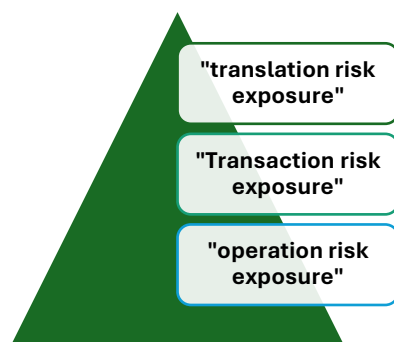 "translation risk
exposure"
"Transaction risk
exposure"
"operation risk
exposure"